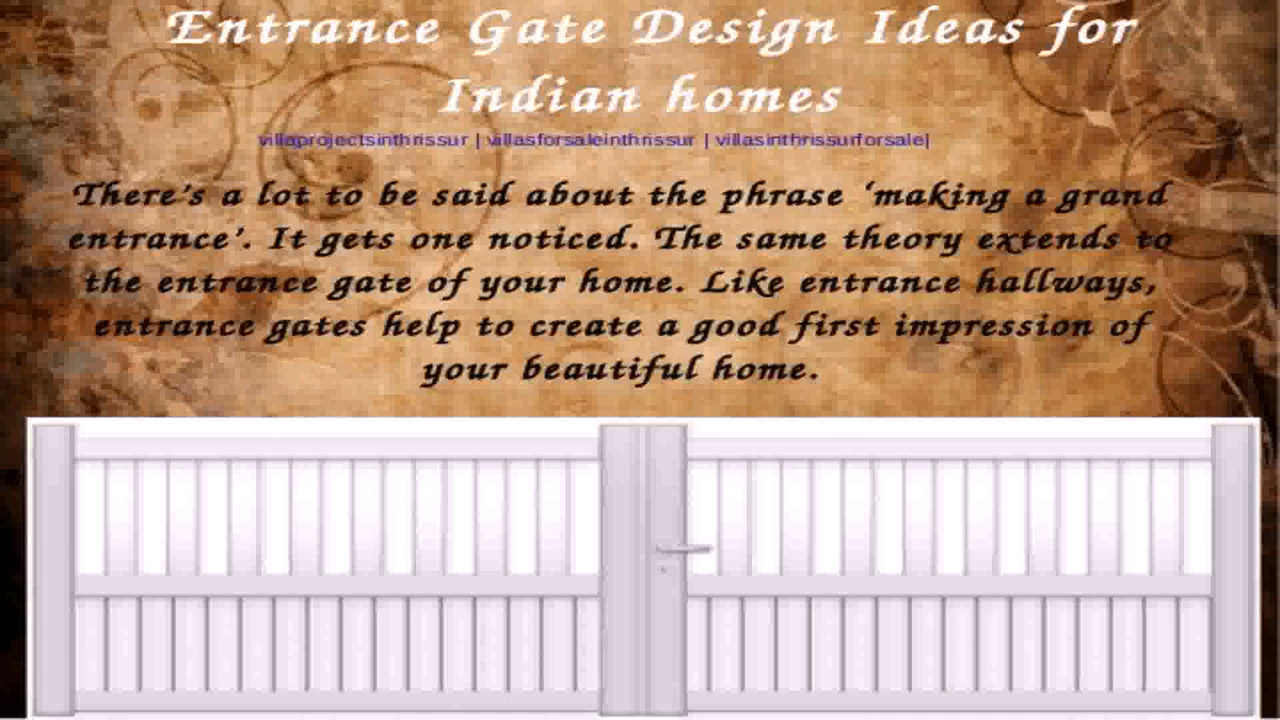 Entrance Gate Design Ideas for
Indian homes
villaprojectsinthrissur | villasforsaleinthrissur | villasinthrissurforsale|
There's a lot to be said about the phrase ‘making a grand
entrance’. It gets one noticed. The same theory extends to
the entrance gate of your home. Like entrance hallways,
entrance gates help to create a good first impression of
your beautiful home.